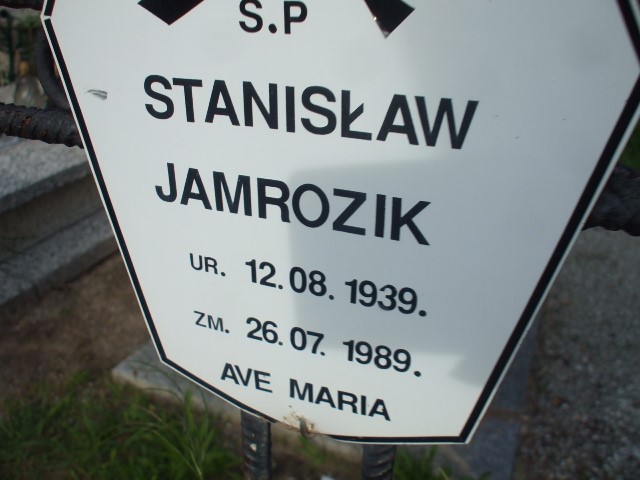 Ś.P
STANISŁAW
JAMROZIK
UR. 12.08.1939.
ZM. 26.07.1989.
AVE MARIA